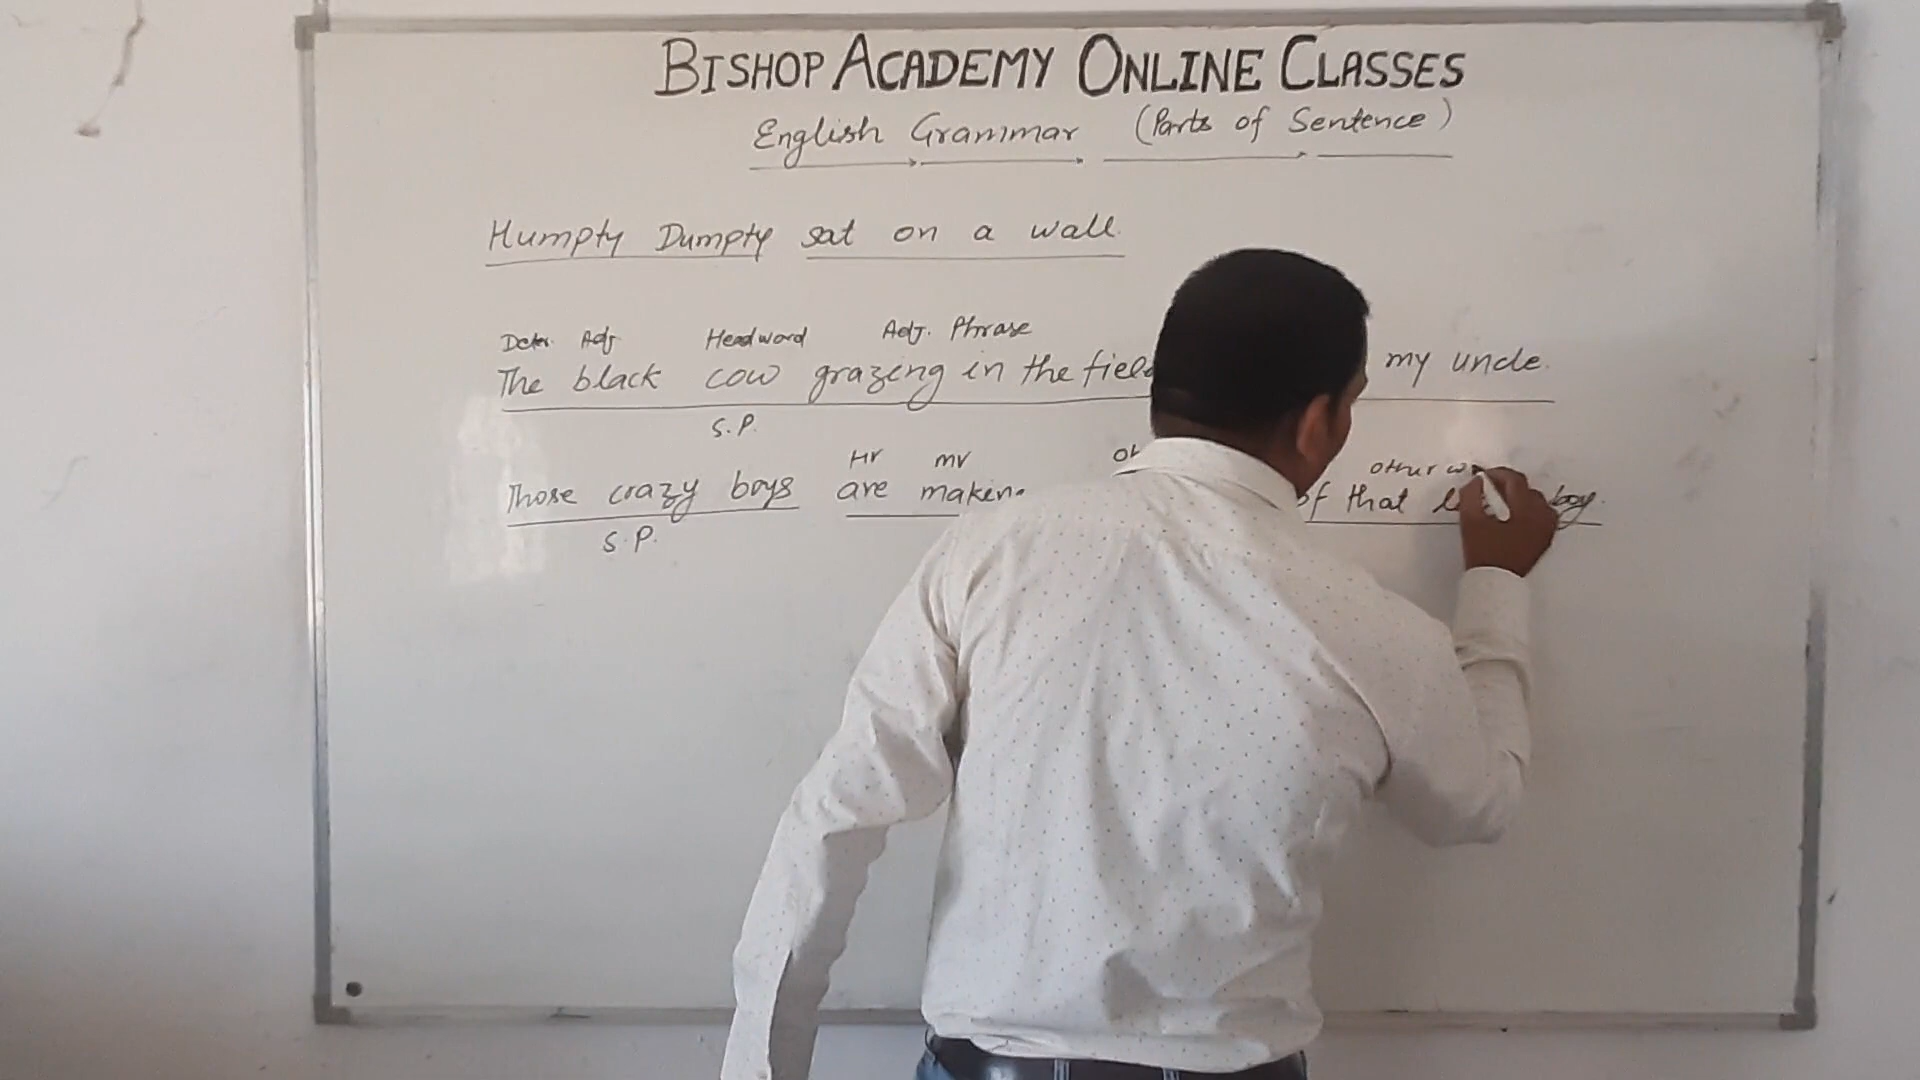 BISHOP ACADEMY ONLINE CLASSES
English Grammar (Parts of Sentence)
Humpty Dumpty sat on a wall.
Deter. Adj Headword Adj. Phrase
The black cow grazing in the field my uncle.
S.P.
HV MV other
Those crazy boys are of that boy.
S.P.